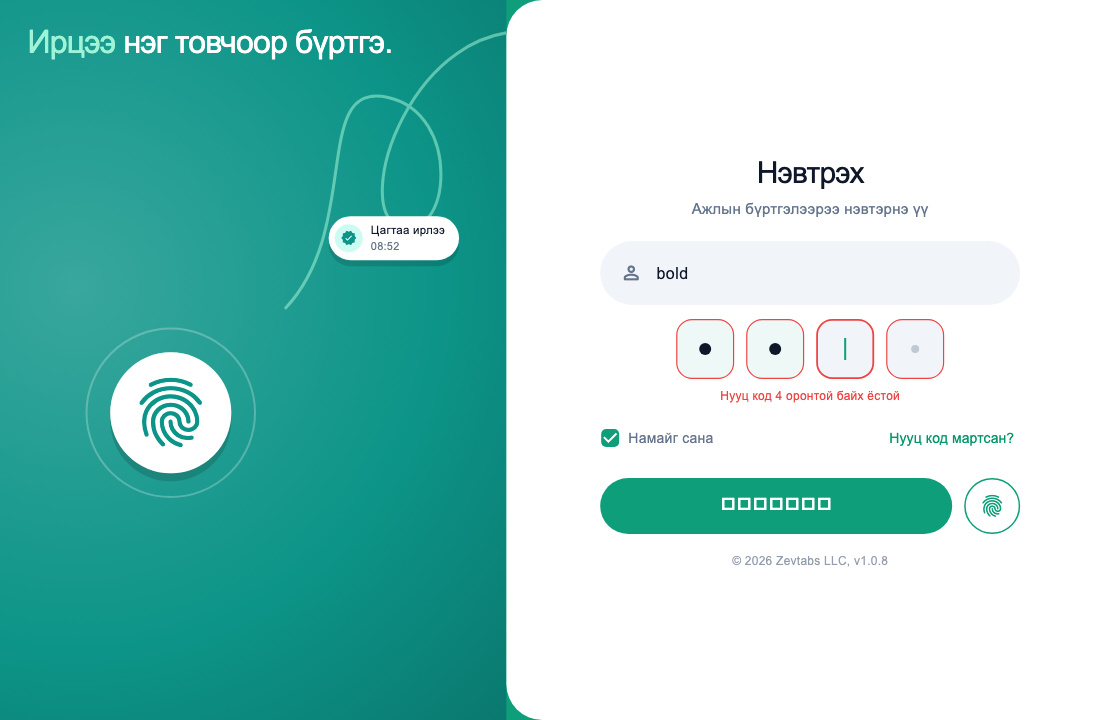 Ирцээ нэг товчоор бүртгэ.
Цагтаа ирлээ
08:52
Нэвтрэх
Ажлын бүртгэлээрээ нэвтэрнэ үү
bold
Нууц код 4 оронтой байх ёстой
Намайг сана
Нууц код мартсан?
© 2026 Zevtabs LLC, v1.0.8